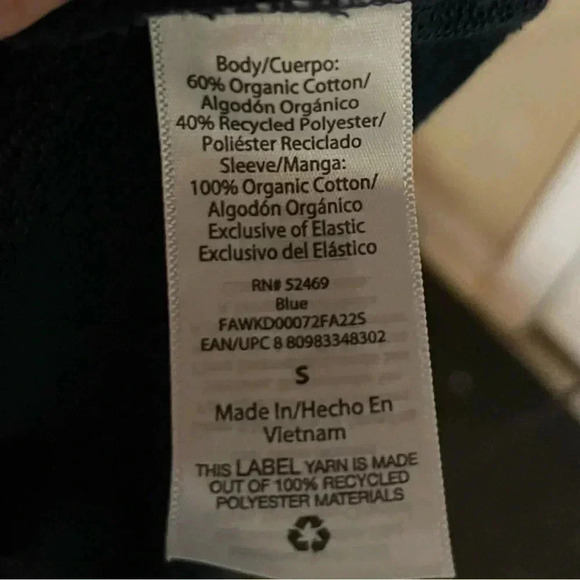 Body/Cuerpo:
60% Organic Cotton/
Algodón Orgánico
40% Recycled Polyester/
Poliéster Reciclado
Sleeve/Manga:
100% Organic Cotton/
Algodón Orgánico
Exclusive of Elastic
Exclusivo del Elástico
RN# 52469
Blue
FAWKD00072FA22S
EAN/UPC 8 80983348302
S
Made In/Hecho En
Vietnam
THIS LABEL YARN IS MADE
OUT OF 100% RECYCLED
POLYESTER MATERIALS